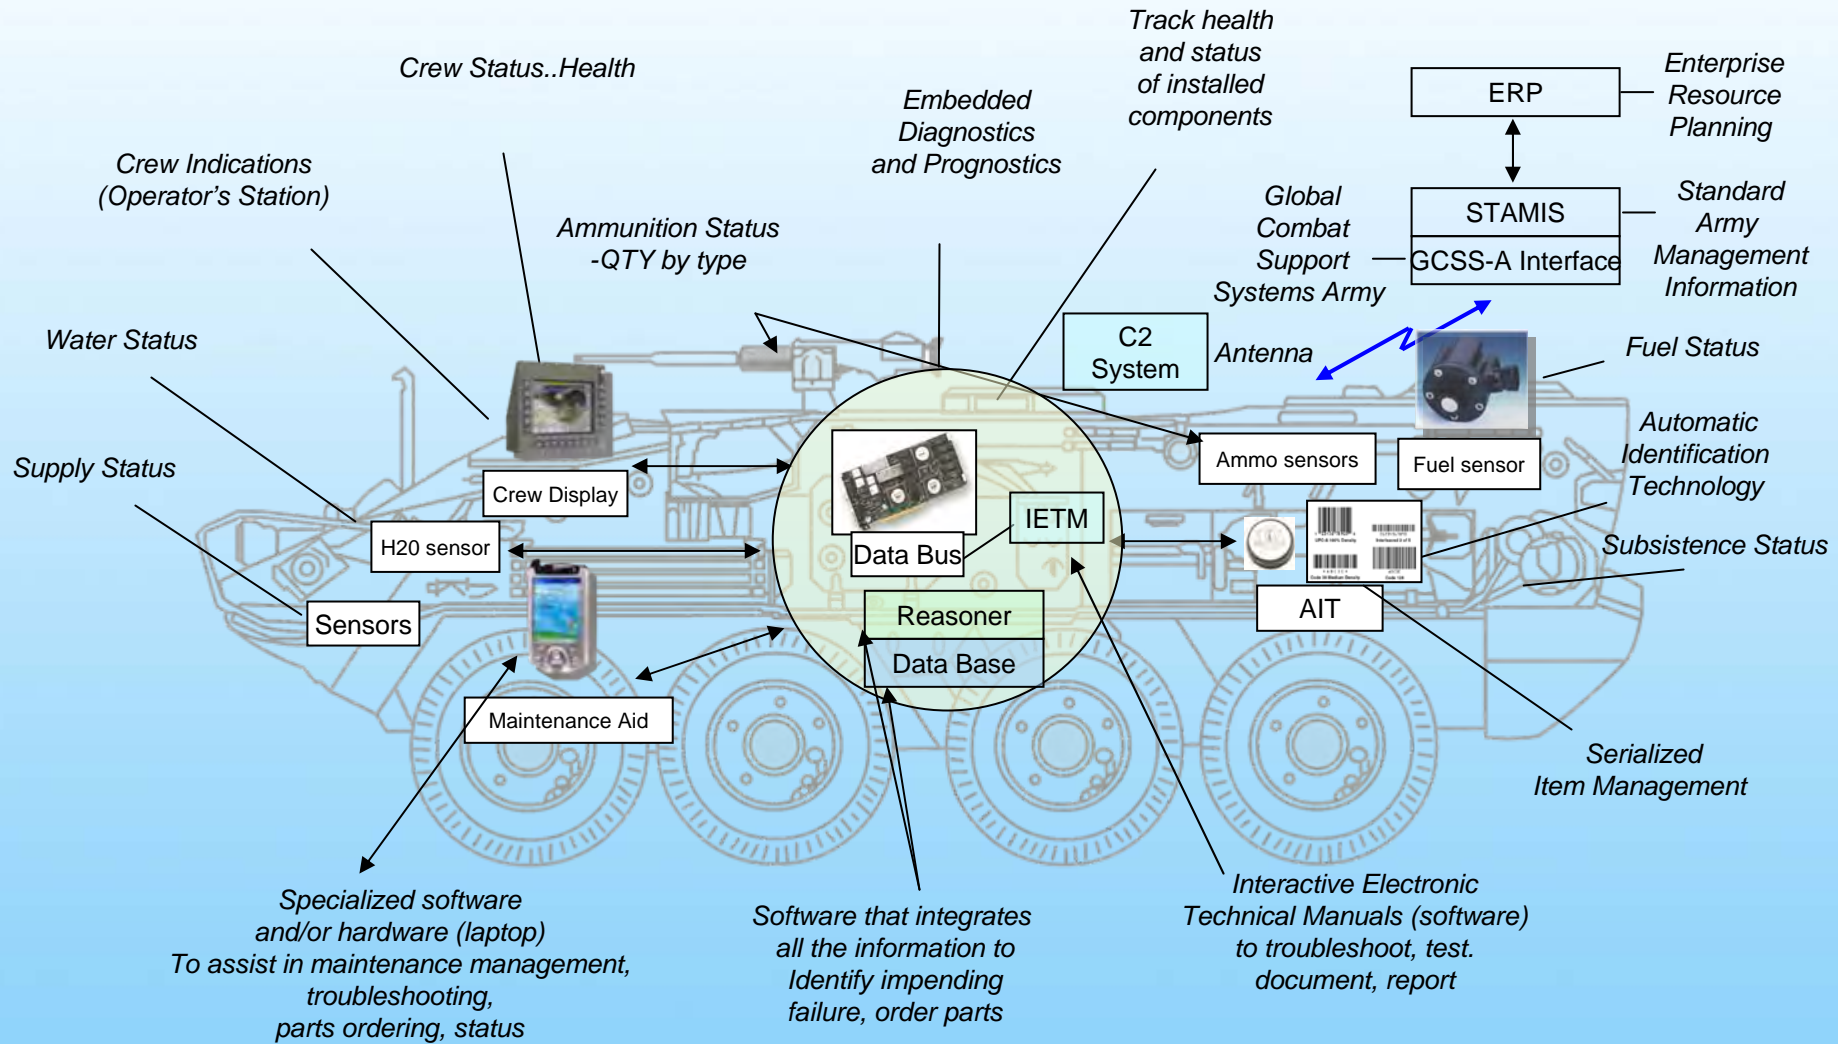 Track health
and status
of installed
components
Crew Status..Health
Enterprise
Resource
Planning
ERP
Embedded
Diagnostics
and Prognostics
Crew Indications
(Operator's Station)
Global
Combat
Support
Systems Army
STAMIS
GCSS-A Interface
Standard
Army
Management
Information
Ammunition Status
-QTY by type
Water Status
C2
System
Antenna
Fuel Status
Supply Status
Automatic
Identification
Technology
Crew Display
Ammo sensors
Fuel sensor
H20 sensor
Data Bus
IETM
Subsistence Status
Sensors
Reasoner
Data Base
AIT
Maintenance Aid
Serialized
Item Management
Specialized software
and/or hardware (laptop)
To assist in maintenance management,
troubleshooting,
parts ordering, status
Software that integrates
all the information to
Identify impending
failure, order parts
Interactive Electronic
Technical Manuals (software)
to troubleshoot, test.
document, report